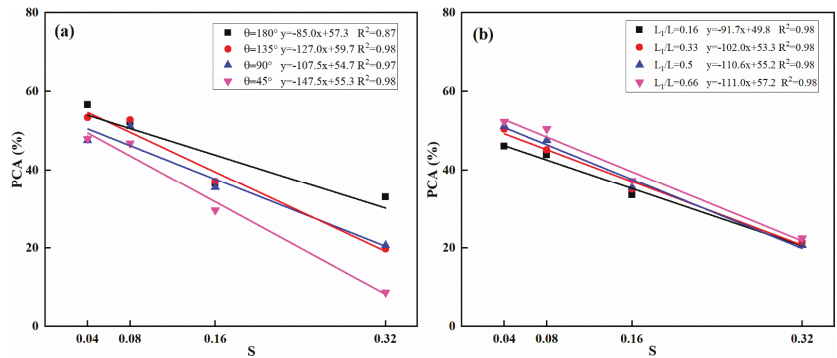 (a)
θ=180° y=-85.0x+57.3 R²=0.87
θ=135° y=-127.0x+59.7 R²=0.98
θ=90° y=-107.5x+54.7 R²=0.97
θ=45° y=-147.5x+55.3 R²=0.98
80
60
40
20
0
PCA (%)
0.04 0.08 0.16 0.32
S
(b)
L₁/L=0.16 y=-91.7x+49.8 R²=0.98
L₁/L=0.33 y=-102.0x+53.3 R²=0.98
L₁/L=0.5 y=-110.6x+55.2 R²=0.98
L₁/L=0.66 y=-111.0x+57.2 R²=0.98
80
60
40
20
0
PCA (%)
0.04 0.08 0.16 0.32
S